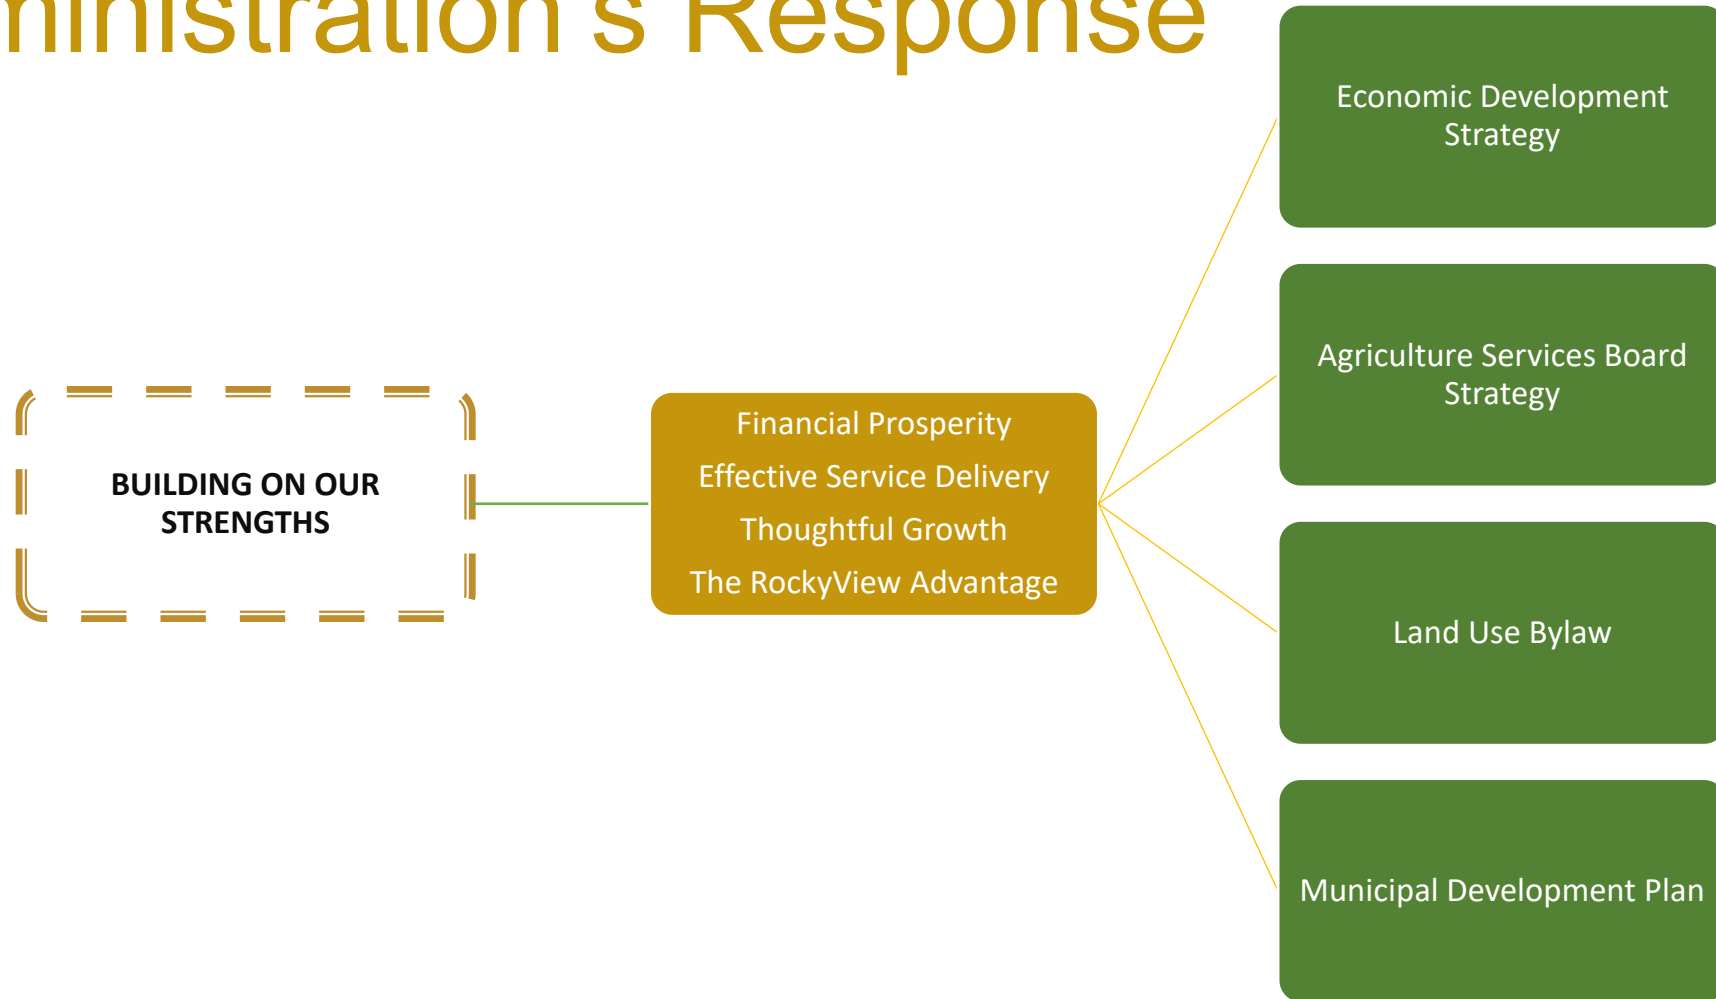 ministration's Response
Economic Development
Strategy
Agriculture Services Board
Strategy
BUILDING ON OUR
STRENGTHS
Financial Prosperity
Effective Service Delivery
Thoughtful Growth
The RockyView Advantage
Land Use Bylaw
Municipal Development Plan